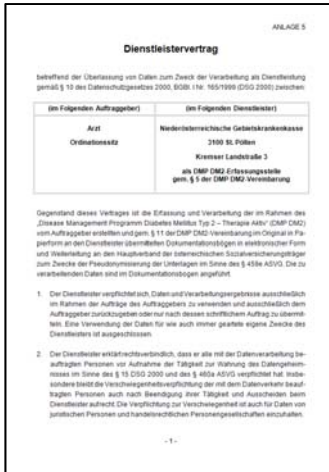 ANLAGE 5
Dienstleistervertrag
betreffend der Überlassung von Daten zum Zweck der Verarbeitung als Dienstleistung
gemäß § 10 des Datenschutzgesetzes 2000, BGBl. I Nr. 165/1999 (DSG 2000) zwischen:
(im Folgenden Auftraggeber) (im Folgenden Dienstleister)
Arzt Niederösterreichische Gebietskrankenkasse
Ordinationssitz 3100 St. Pölten
Kremser Landstraße 3
als DMP DM2-Erfassungsstelle
gem. § 5 der DMP DM2-Vereinbarung
Gegenstand dieses Vertrages ist die Erfassung und Verarbeitung der im Rahmen des
„Disease Management Programm Diabetes Mellitus Typ 2 – Therapie Aktiv“ (DMP DM2)
vom Auftraggeber erstellten und gem. § 11 der DMP DM2-Vereinbarung im Original in Pa-
pierform an den Dienstleister übermittelten Dokumentationsbögen in elektronischer Form
und Weiterleitung an den Hauptverband der österreichischen Sozialversicherungsträger
zum Zwecke der Pseudonymisierung der Unterlagen im Sinne des § 459e ASVG. Die zu
verarbeitenden Daten sind im Dokumentationsbogen angeführt.
1. Der Dienstleister verpflichtet sich, Daten und Verarbeitungsergebnisse ausschließlich
im Rahmen der Aufträge des Auftraggebers zu verwenden und ausschließlich dem
Auftraggeber zurückzugeben oder nur nach dessen schriftlichem Auftrag zu übermit-
teln. Eine Verwendung der Daten für wie auch immer geartete eigene Zwecke des
Dienstleisters ist ausgeschlossen.
2. Der Dienstleister erklärt rechtsverbindlich, dass er alle mit der Datenverarbeitung be-
auftragten Personen vor Aufnahme der Tätigkeit zur Wahrung des Datengeheim-
nisses im Sinne des § 15 DSG 2000 und des § 460a ASVG verpflichtet hat. Insbe-
sondere bleibt die Verschwiegenheitsverpflichtung der mit dem Datenverkehr beauf-
tragten Personen auch nach Beendigung ihrer Tätigkeit und Ausscheiden beim
Dienstleister aufrecht. Die Verpflichtung zur Verschwiegenheit ist auch für Daten von
juristischen Personen und handelsrechtlichen Personengesellschaften einzuhalten.
- 1 -